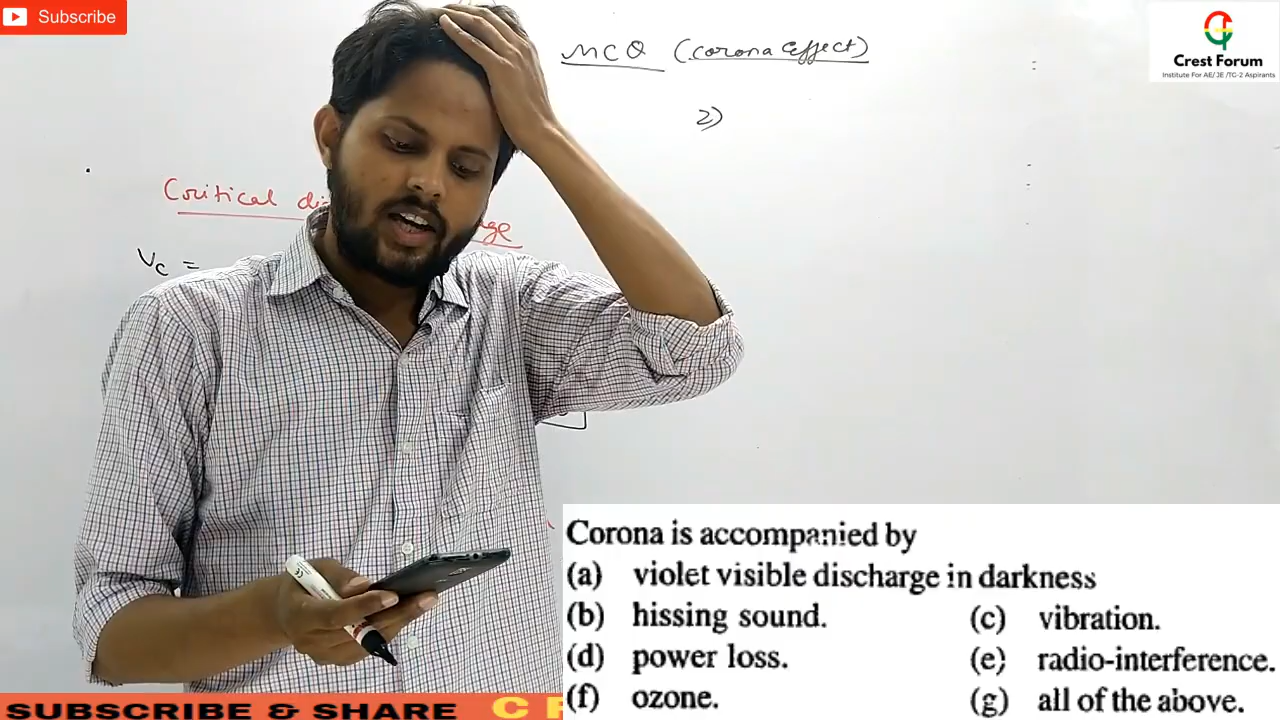 Subscribe
MCQ (Corona effect)
Crest Forum
Institute For AE/ JE /TG-2 Aspirants
2)
Critical
Vc =
Corona is accompanied by
(a) violet visible discharge in darkness
(b) hissing sound. (c) vibration.
(d) power loss. (e) radio-interference.
(f) ozone. (g) all of the above.
SUBSCRIBE & SHARE